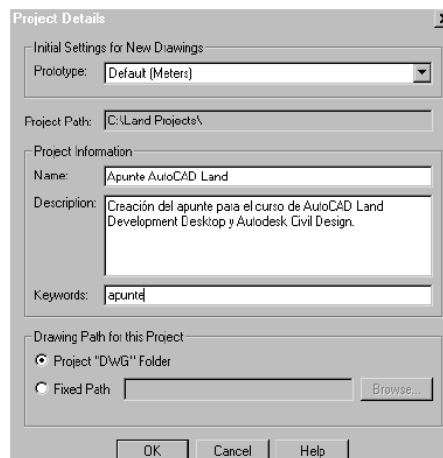 Project Details
Initial Settings for New Drawings
Prototype: Default (Meters)
Project Path: C:\Land Projects\
Project Information
Name: Apunte AutoCAD Land
Description: Creación del apunte para el curso de AutoCAD Land
Development Desktop y Autodesk Civil Design.
Keywords: apunte
Drawing Path for this Project
Project "DWG" Folder
Fixed Path Browse...
OK Cancel Help